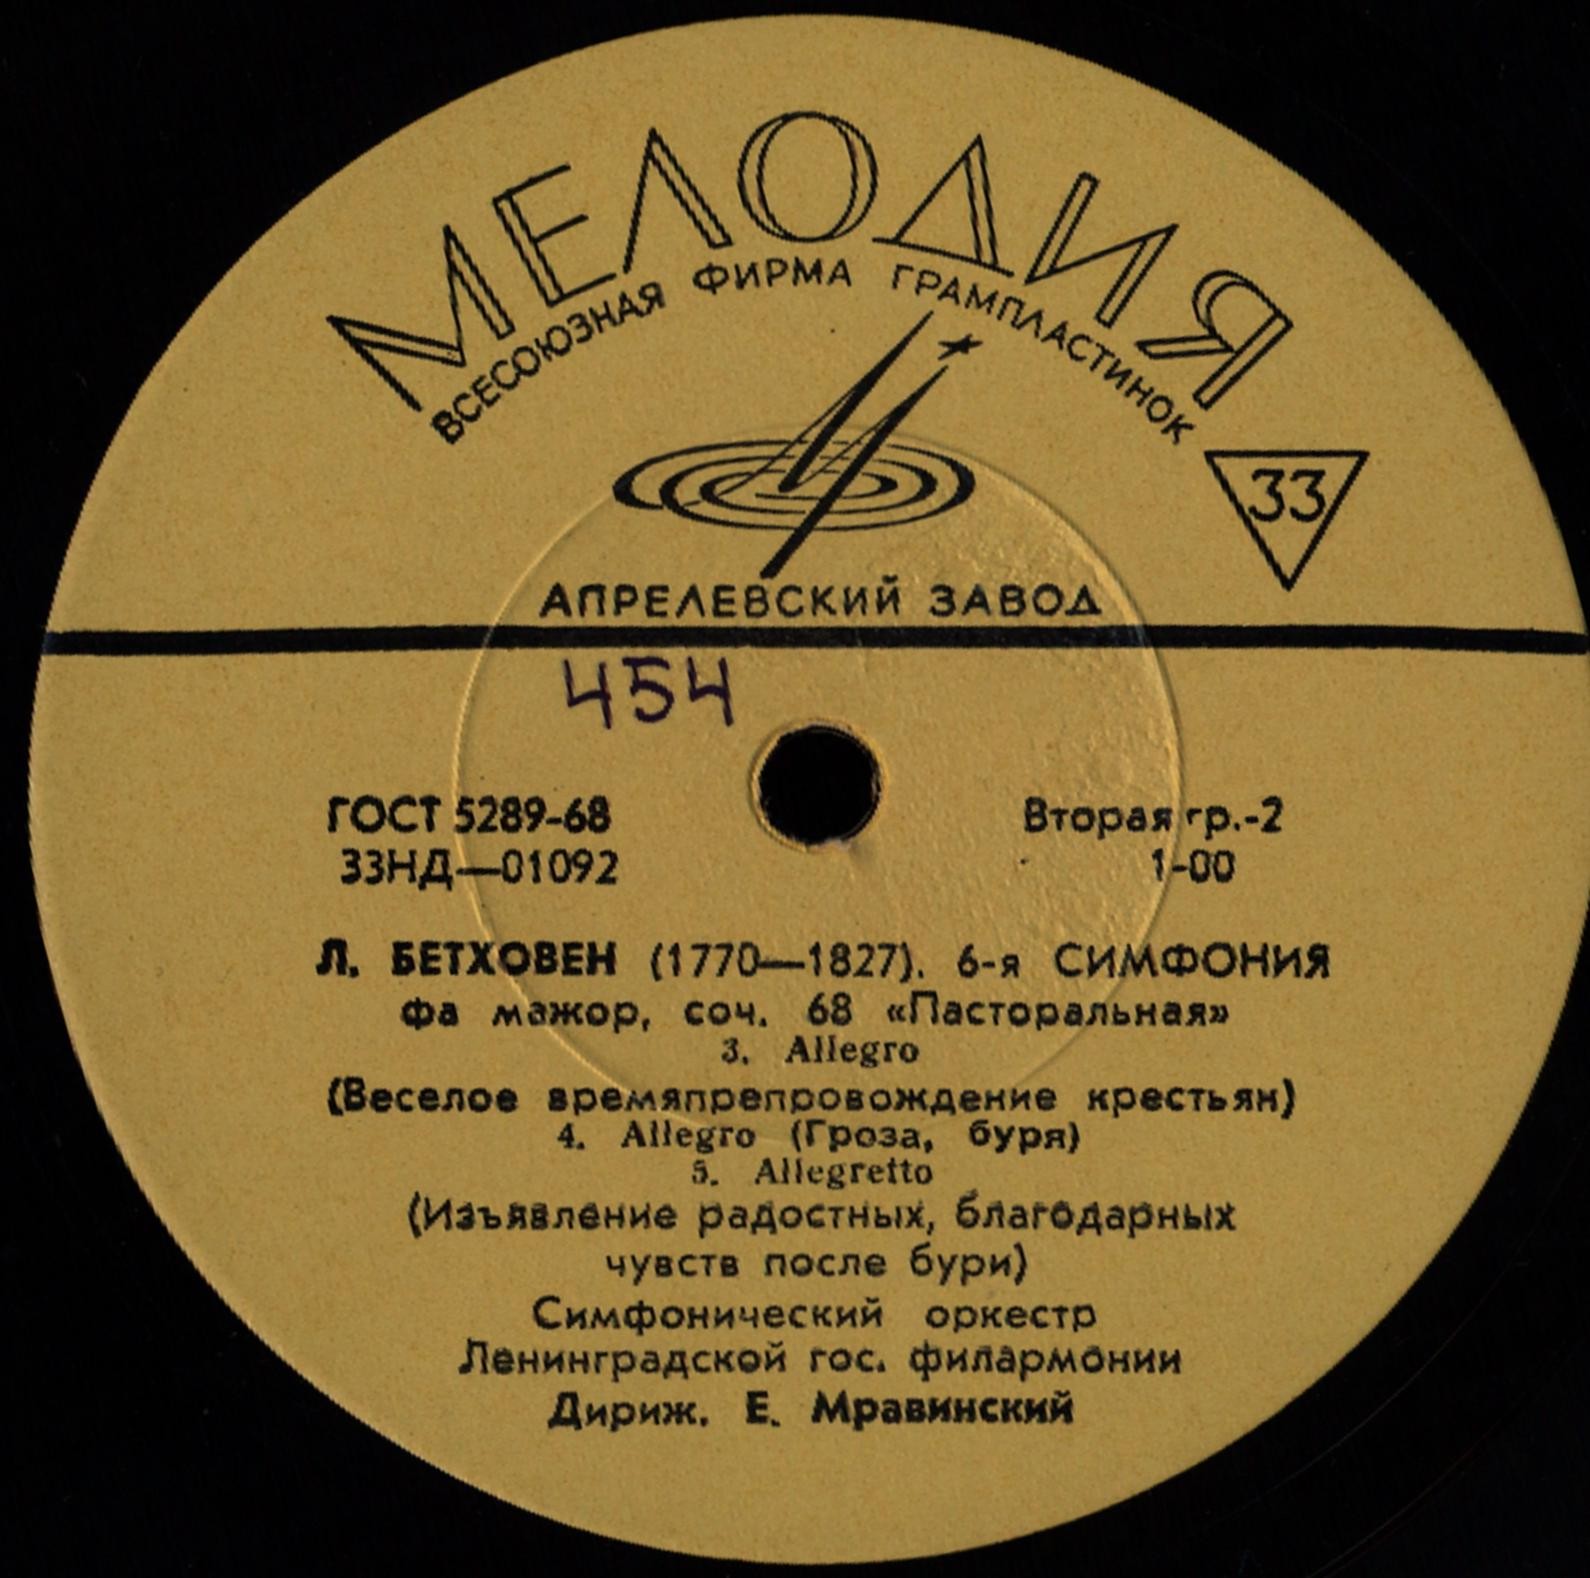 МЕЛОДИЯ
ВСЕСОЮЗНАЯ ФИРМА ГРАМПЛАСТИНОК
33
АПРЕЛЕВСКИЙ ЗАВОД
454
ГОСТ 5289-68
Вторая гр.-2
33НД—01092
1-00
Л. БЕТХОВЕН (1770—1827). 6-я СИМФОНИЯ
фа мажор, соч. 68 «Пасторальная»
3. Allegro
(Веселое времяпрепровождение крестьян)
4. Allegro (Гроза, буря)
5. Allegretto
(Изъявление радостных, благодарных
чувств после бури)
Симфонический оркестр
Ленинградской гос. филармонии
Дириж. Е. Мравинский